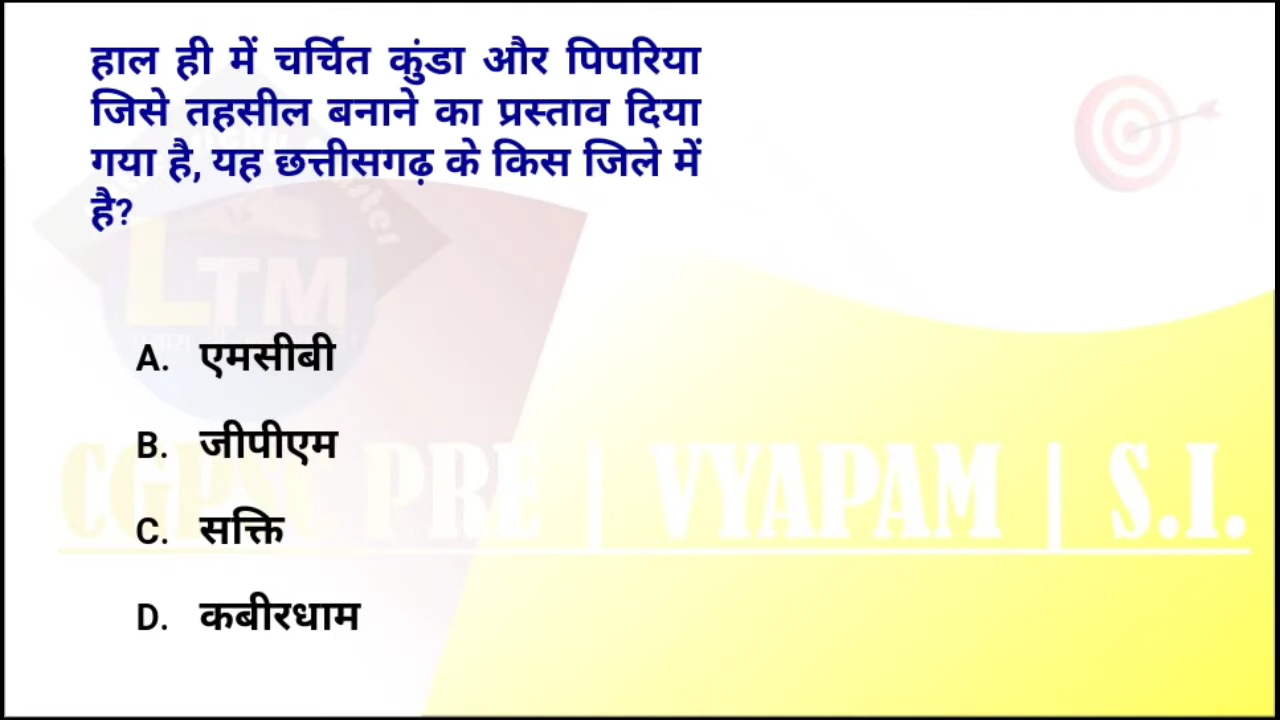 हाल ही में चर्चित कुंडा और पिपरिया
जिसे तहसील बनाने का प्रस्ताव दिया
गया है, यह छत्तीसगढ़ के किस जिले में
है?
LTM
A. एमसीबी
B. जीपीएम
CGPSC PRE | VYAPAM | S.I.
C. सक्ति
D. कबीरधाम